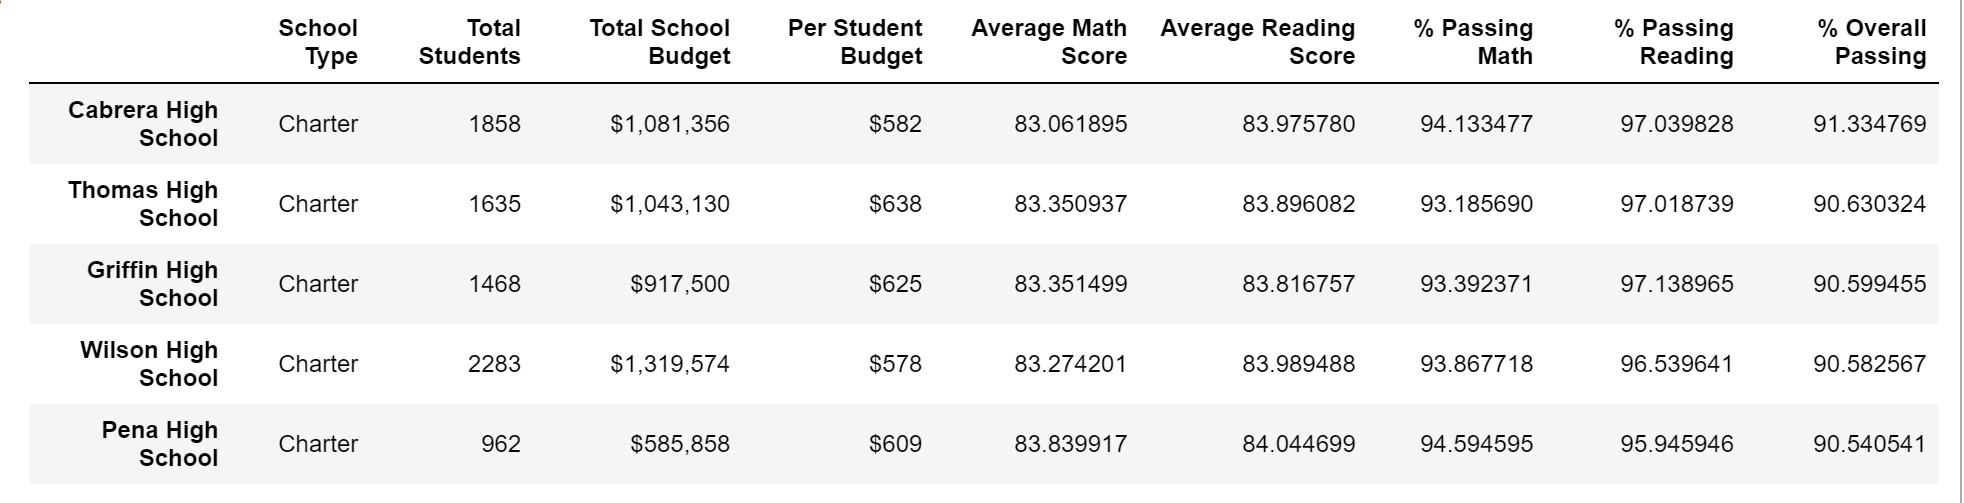 School Type Total Students Total School Budget Per Student Budget Average Math Score Average Reading Score % Passing Math % Passing Reading % Overall Passing
Cabrera High School Charter 1858 $1,081,356 $582 83.061895 83.975780 94.133477 97.039828 91.334769
Thomas High School Charter 1635 $1,043,130 $638 83.350937 83.896082 93.185690 97.018739 90.630324
Griffin High School Charter 1468 $917,500 $625 83.351499 83.816757 93.392371 97.138965 90.599455
Wilson High School Charter 2283 $1,319,574 $578 83.274201 83.989488 93.867718 96.539641 90.582567
Pena High School Charter 962 $585,858 $609 83.839917 84.044699 94.594595 95.945946 90.540541